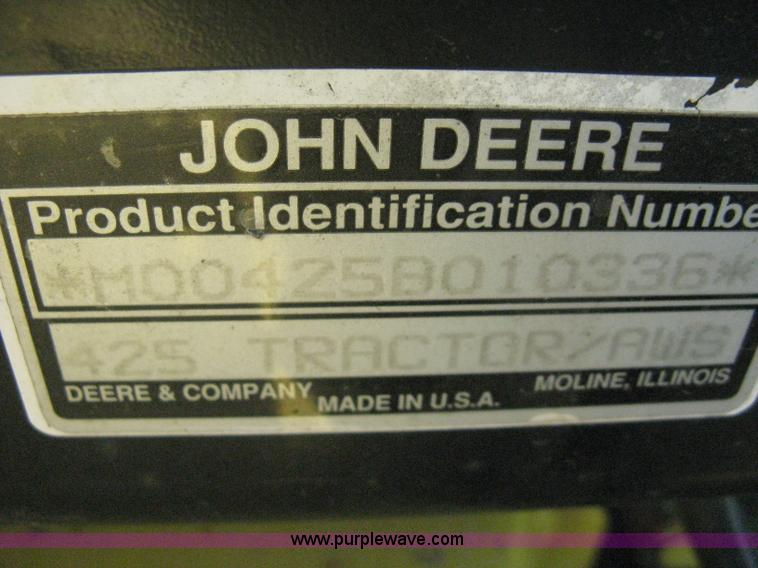 JOHN DEERE
Product Identification Numbe
*M00425B010336*
425 TRACTOR/AWS
DEERE & COMPANY MOLINE, ILLINOIS
MADE IN U.S.A.
www.purplewave.com